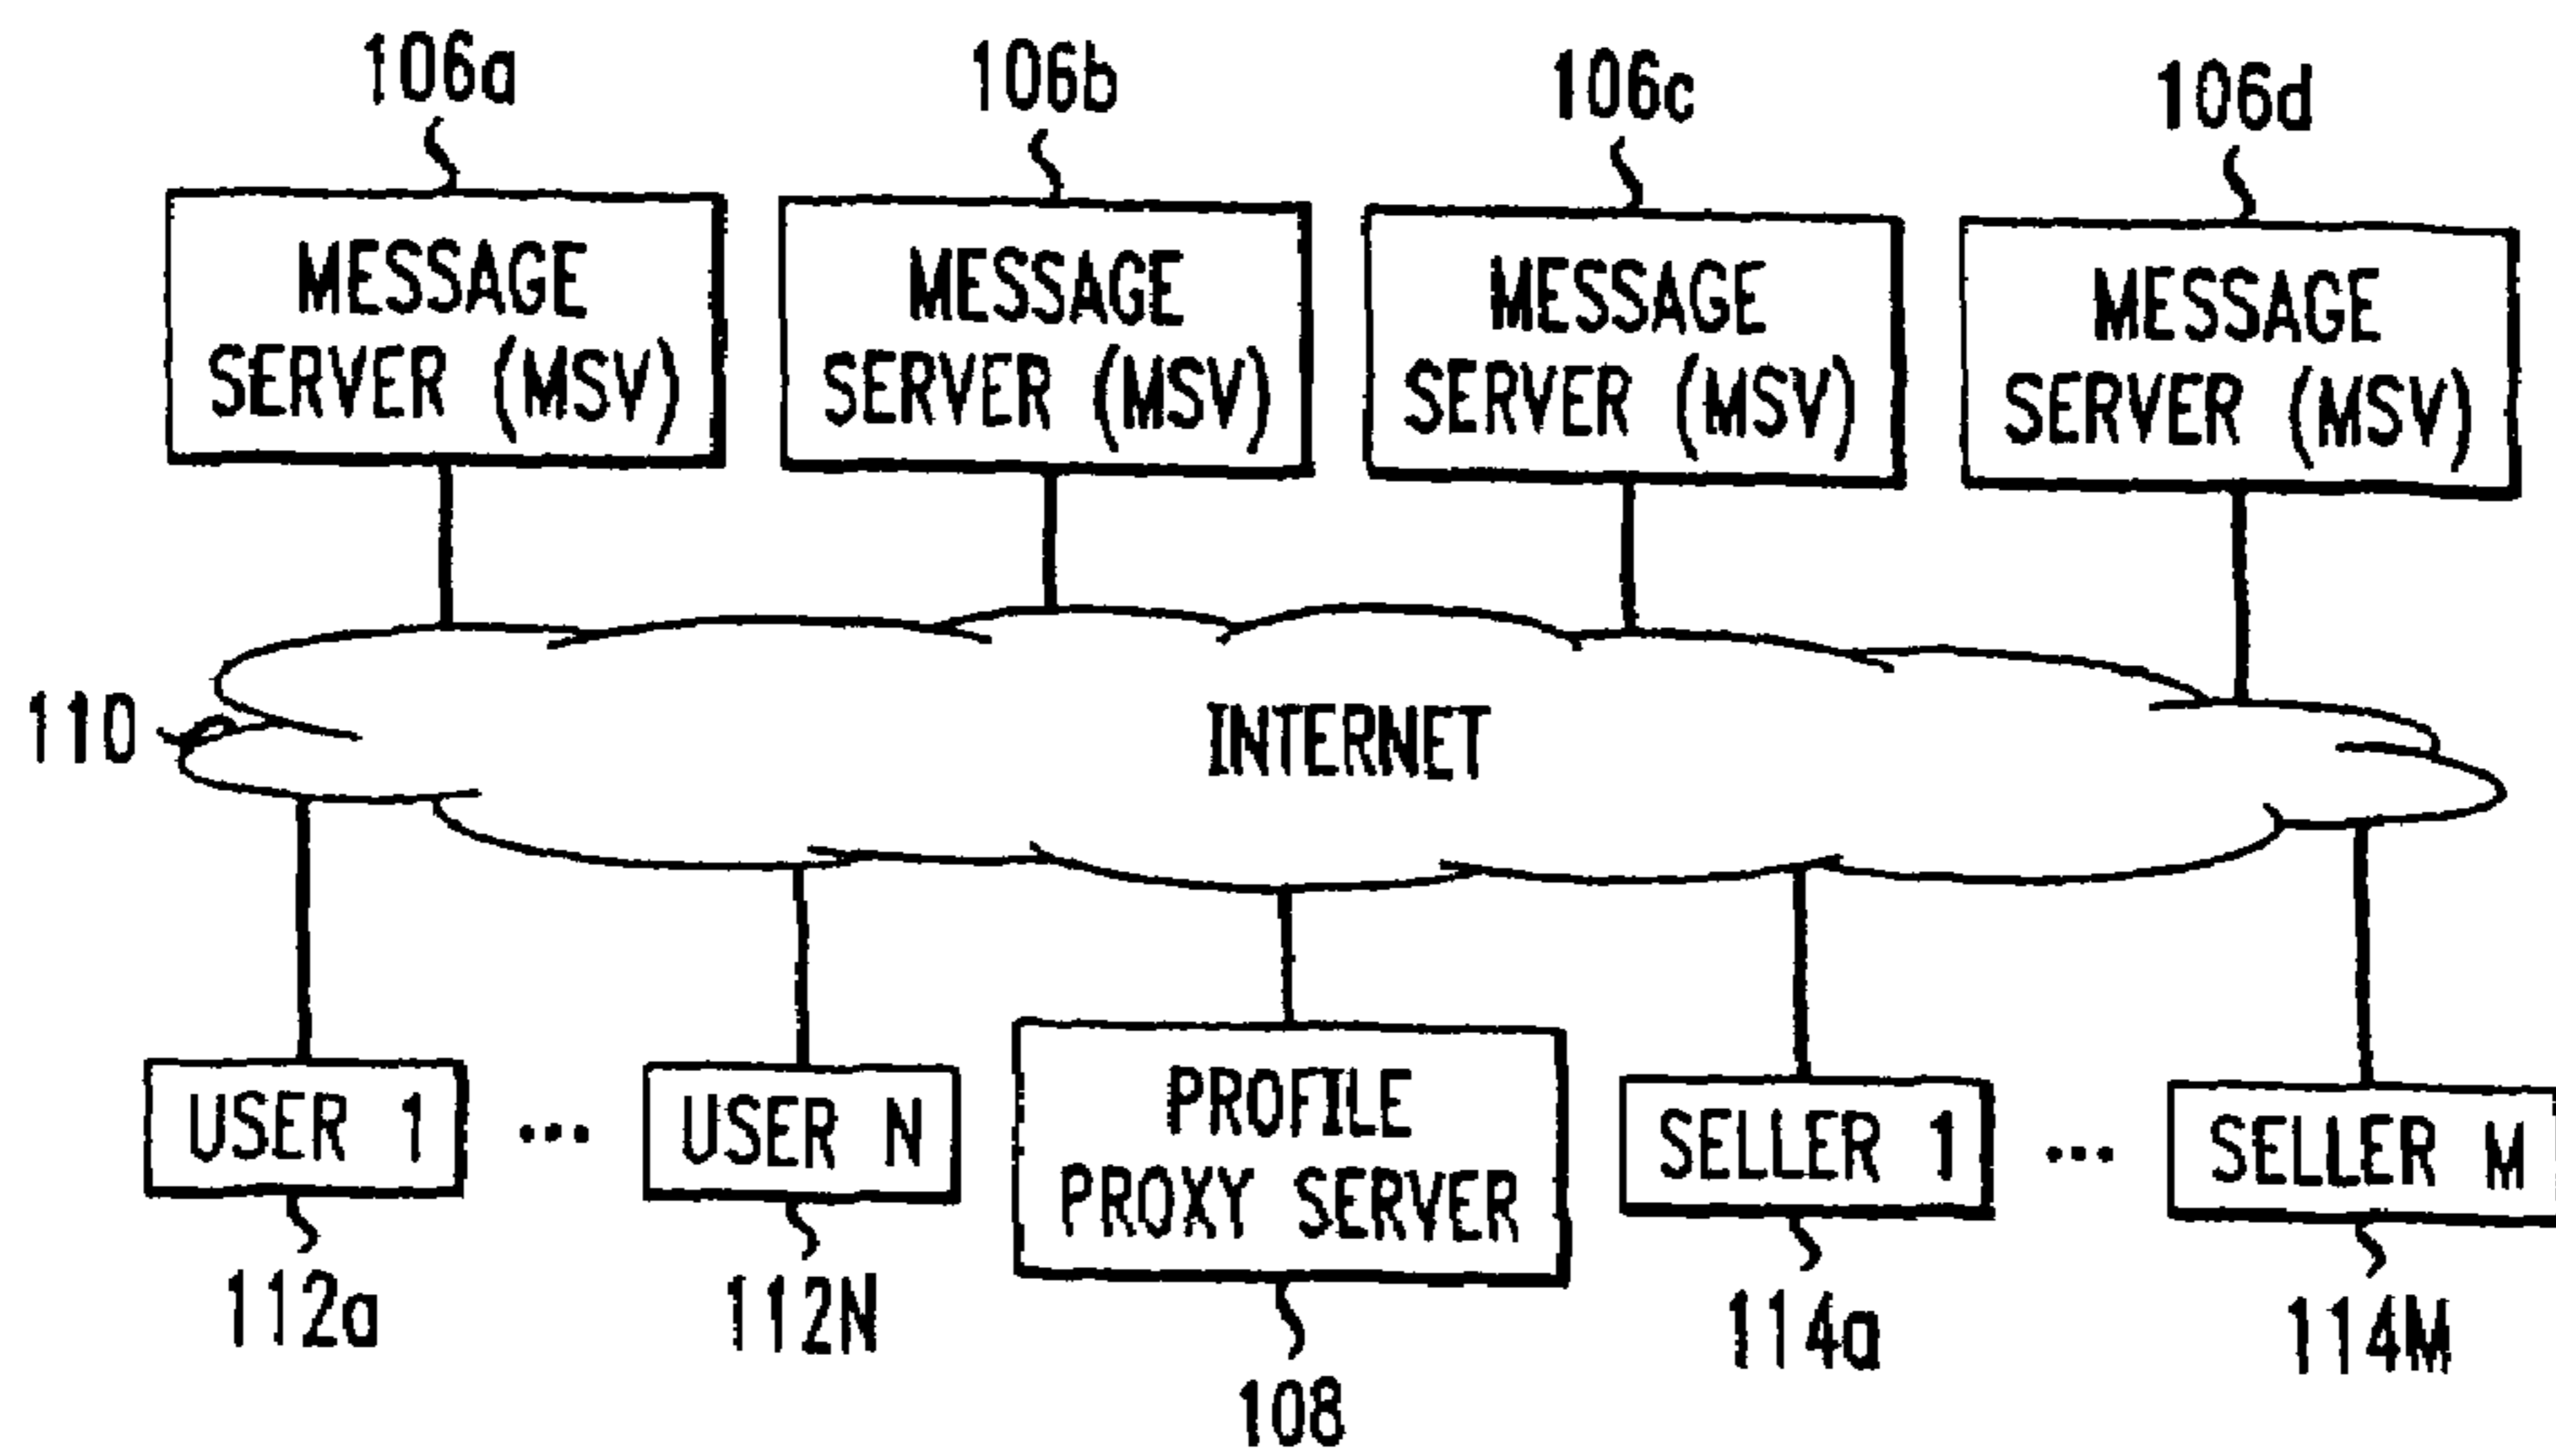 106a
106b
106c
106d
MESSAGE
SERVER (MSV)
MESSAGE
SERVER (MSV)
MESSAGE
SERVER (MSV)
MESSAGE
SERVER (MSV)
110
INTERNET
USER 1
...
USER N
PROFILE
PROXY SERVER
SELLER 1
...
SELLER M
112a
112N
108
114a
114M